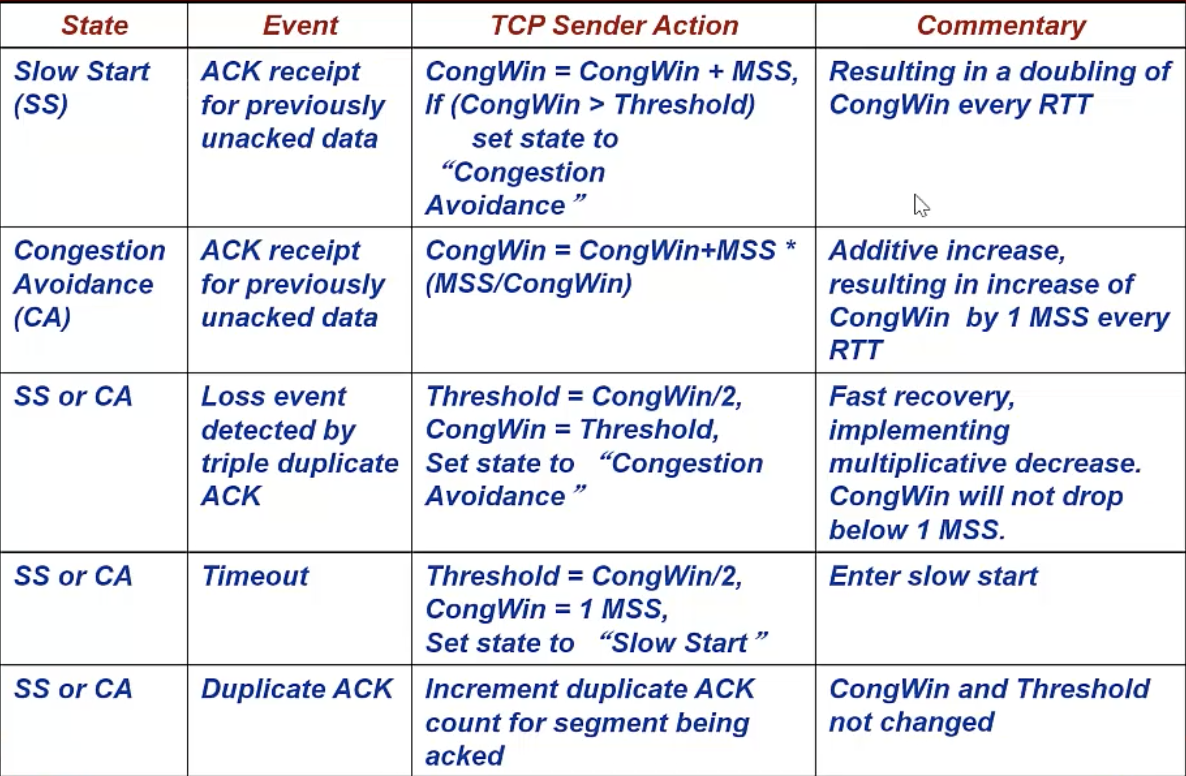 State
Event
TCP Sender Action
Commentary
Slow Start
(SS)
ACK receipt
for previously
unacked data
CongWin = CongWin + MSS,
If (CongWin > Threshold)
set state to
“Congestion
Avoidance”
Resulting in a doubling of
CongWin every RTT
Congestion
Avoidance
(CA)
ACK receipt
for previously
unacked data
CongWin = CongWin+MSS *
(MSS/CongWin)
Additive increase,
resulting in increase of
CongWin by 1 MSS every
RTT
SS or CA
Loss event
detected by
triple duplicate
ACK
Threshold = CongWin/2,
CongWin = Threshold,
Set state to “Congestion
Avoidance”
Fast recovery,
implementing
multiplicative decrease.
CongWin will not drop
below 1 MSS.
SS or CA
Timeout
Threshold = CongWin/2,
CongWin = 1 MSS,
Set state to “Slow Start”
Enter slow start
SS or CA
Duplicate ACK
Increment duplicate ACK
count for segment being
acked
CongWin and Threshold
not changed